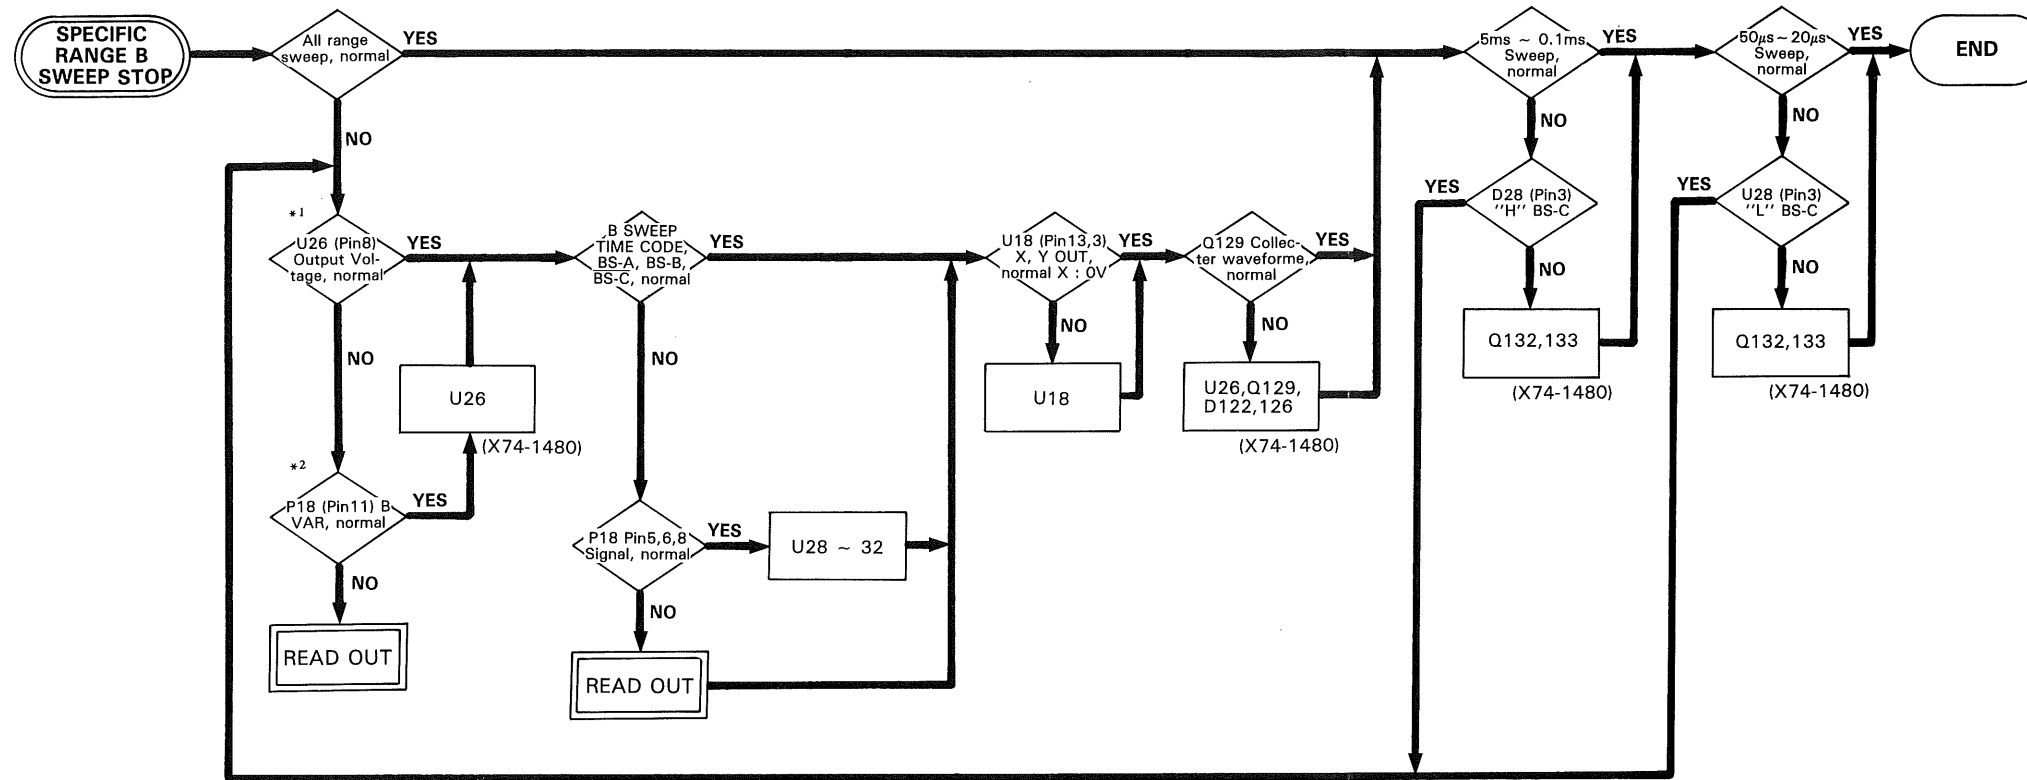 SPECIFIC
RANGE B
SWEEP STOP
All range
sweep, normal
YES
NO
5ms ~ 0.1ms
Sweep,
normal
YES
NO
50μs~20μs
Sweep,
normal
YES
NO
END
D28 (Pin3)
"H" BS-C
YES
NO
U28 (Pin3)
"L" BS-C
YES
NO
*1
U26 (Pin8)
Output Vol-
tage, normal
YES
NO
B SWEEP
TIME CODE,
BS-A, BS-B,
BS-C, normal
YES
NO
U18 (Pin13,3)
X, Y OUT,
normal X : 0V
YES
NO
Q129 Collec-
ter waveforme,
normal
YES
NO
Q132,133
(X74-1480)
Q132,133
(X74-1480)
U26
(X74-1480)
U18
U26,Q129,
D122,126
(X74-1480)
*2
P18 (Pin11) B
VAR, normal
YES
NO
P18 Pin5,6,8
Signal, normal
YES
NO
U28 ~ 32
READ OUT
READ OUT